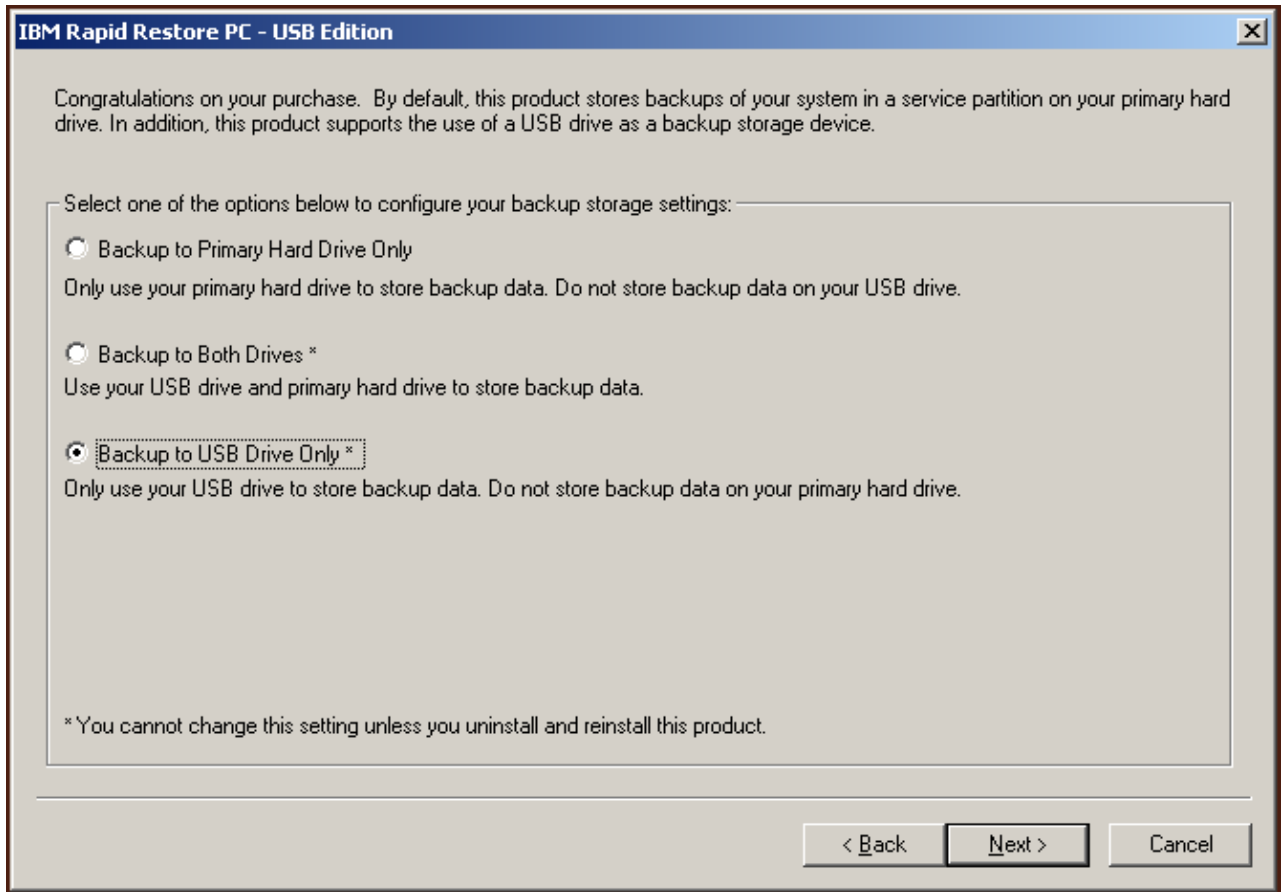 IBM Rapid Restore PC - USB Edition
Congratulations on your purchase.  By default, this product stores backups of your system in a service partition on your primary hard
drive. In addition, this product supports the use of a USB drive as a backup storage device.
Select one of the options below to configure your backup storage settings:
Backup to Primary Hard Drive Only
Only use your primary hard drive to store backup data. Do not store backup data on your USB drive.
Backup to Both Drives *
Use your USB drive and primary hard drive to store backup data.
Backup to USB Drive Only *
Only use your USB drive to store backup data. Do not store backup data on your primary hard drive.
* You cannot change this setting unless you uninstall and reinstall this product.
< Back Next > Cancel